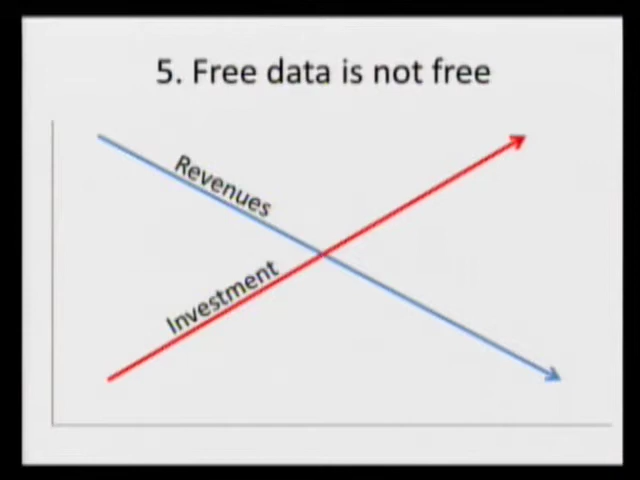 5. Free data is not free
Revenues
Investment